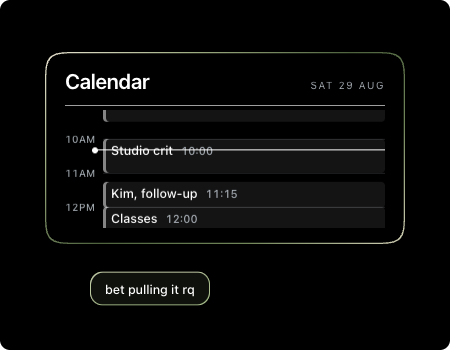 Calendar
SAT 29 AUG
10AM
Studio crit 10:00
11AM
Kim, follow-up 11:15
12PM
Classes 12:00
bet pulling it rq